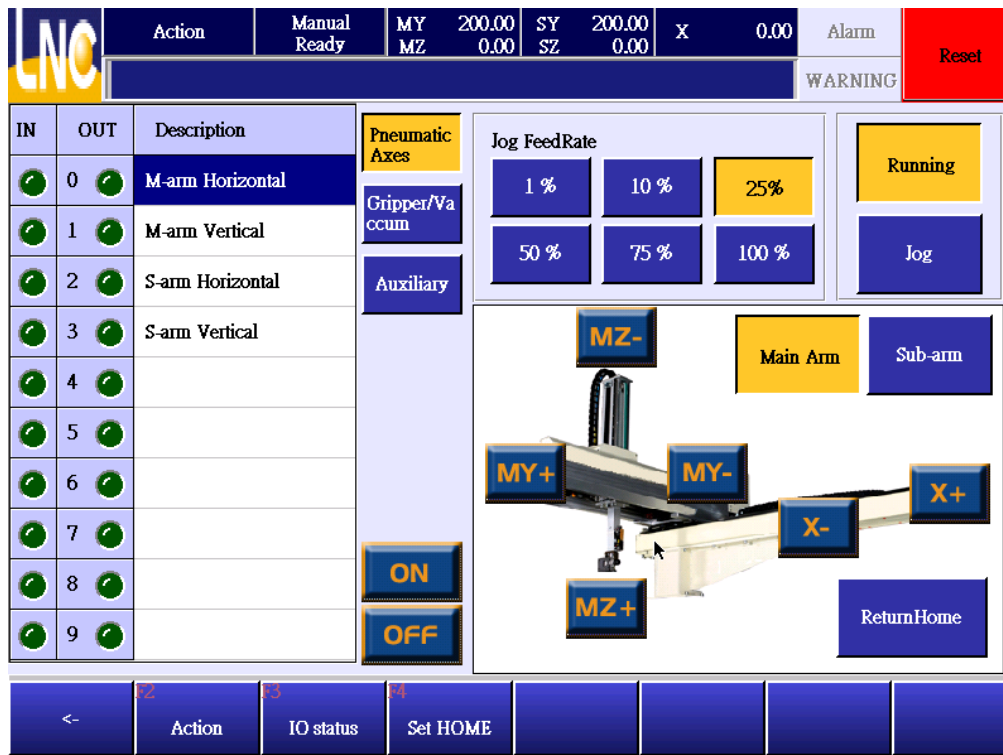 LNC
Action
Manual
Ready
MY 200.00
MZ 0.00
SY 200.00
SZ 0.00
X 0.00
Alarm
WARNING
Reset
IN OUT Description
0 M-arm Horizontal
1 M-arm Vertical
2 S-arm Horizontal
3 S-arm Vertical
4
5
6
7
8
9
Pneumatic
Axes
Gripper/Va
ccum
Auxiliary
ON
OFF
Jog FeedRate
1 % 10 % 25%
50 % 75 % 100 %
Running
Jog
MZ-
Main Arm
Sub-arm
MY+
MY-
X-
X+
MZ+
ReturnHome
<-
F2
Action
F3
IO status
F4
Set HOME